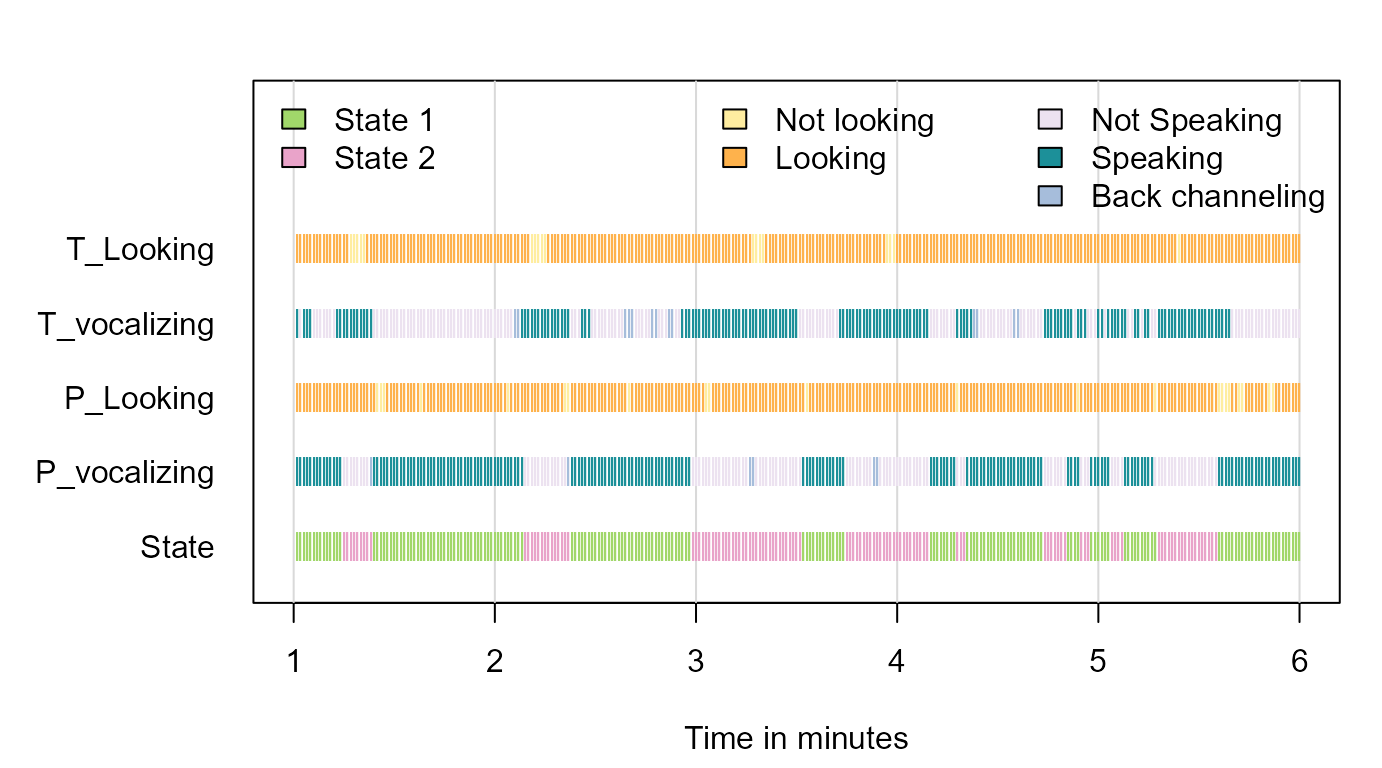 State 1 Not looking Not Speaking
State 2 Looking Speaking
Back channeling
T_Looking
T_vocalizing
P_Looking
P_vocalizing
State
1 2 3 4 5 6
Time in minutes